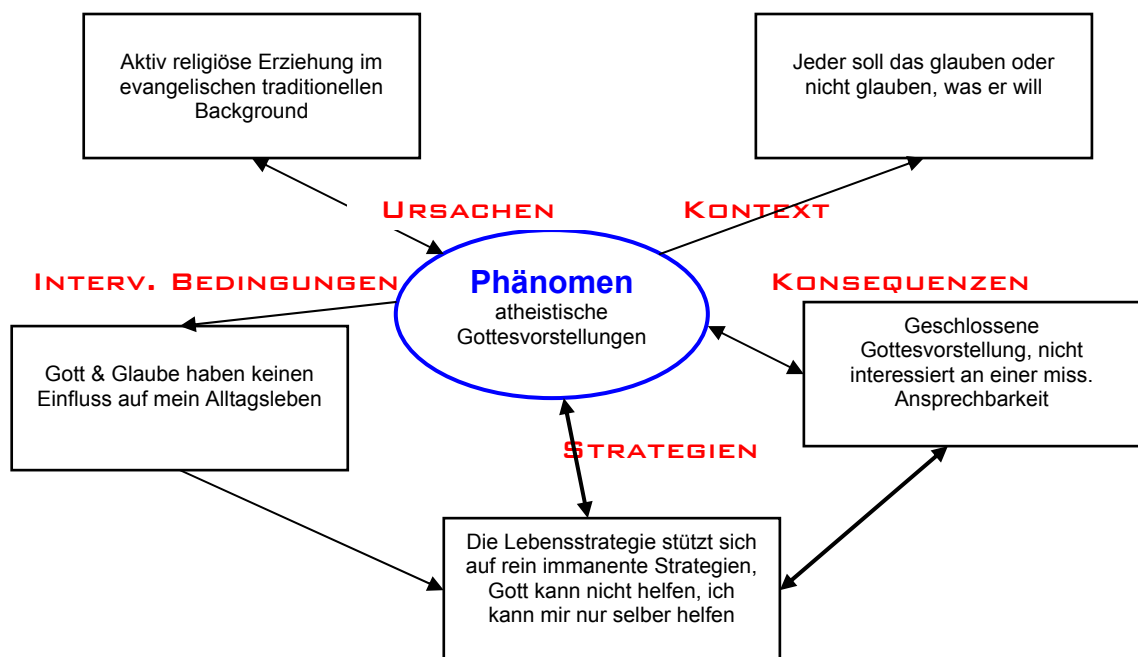 Aktiv religiöse Erziehung im
evangelischen traditionellen
Background
Jeder soll das glauben oder
nicht glauben, was er will
URSACHEN
KONTEXT
INTERV. BEDINGUNGEN
Phänomen
atheistische
Gottesvorstellungen
KONSEQUENZEN
Gott & Glaube haben keinen
Einfluss auf mein Alltagsleben
Geschlossene
Gottesvorstellung, nicht
interessiert an einer miss.
Ansprechbarkeit
STRATEGIEN
Die Lebensstrategie stützt sich
auf rein immanente Strategien,
Gott kann nicht helfen, ich
kann mir nur selber helfen